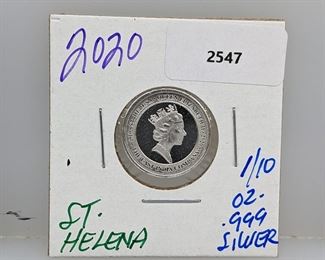 2020
2547
1/10
OZ.
.999
SILVER
ST.
HELENA